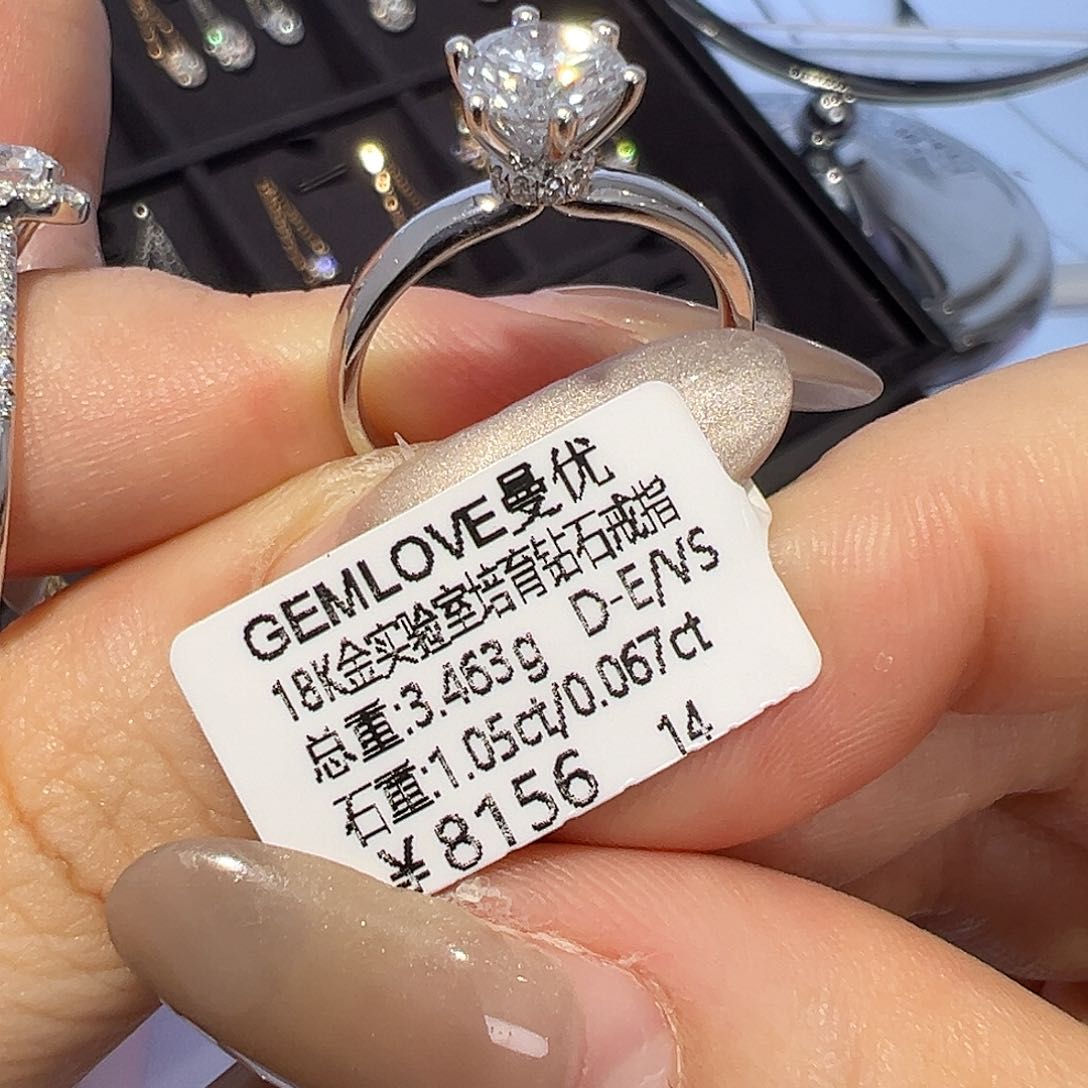 GEMLOVE曼优
18K金实验室培育钻石戒指
总重:3.463g D-E/VS
石重:1.05ct/0.067ct
¥8156 14